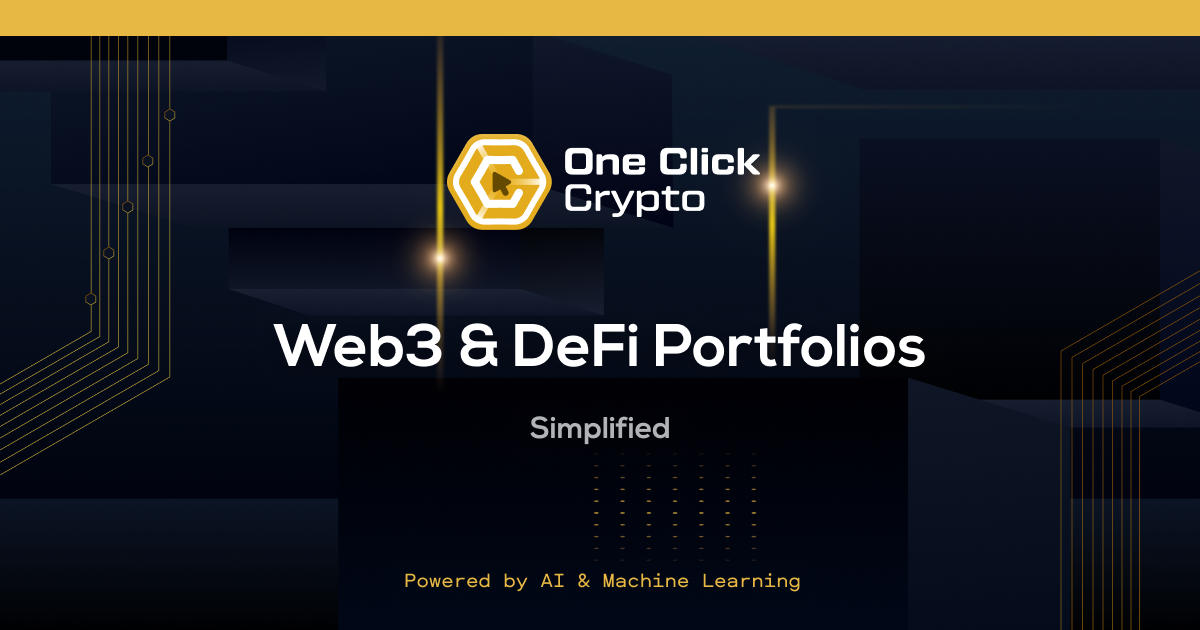 One Click
Crypto
Web3 & DeFi Portfolios
Simplified
Powered by AI & Machine Learning